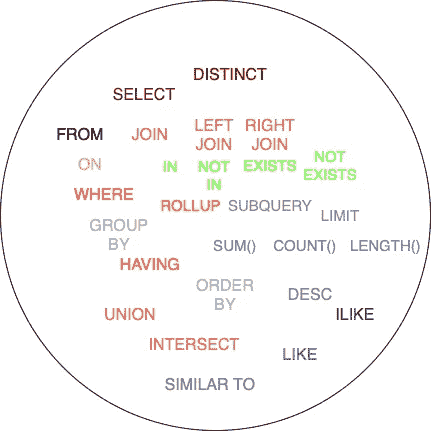 DISTINCT
SELECT
LEFT JOIN
RIGHT JOIN
FROM
JOIN
ON
IN
NOT IN
EXISTS
NOT EXISTS
WHERE
ROLLUP
SUBQUERY
LIMIT
GROUP BY
SUM()
COUNT()
LENGTH()
HAVING
ORDER BY
DESC
UNION
ILIKE
INTERSECT
LIKE
SIMILAR TO